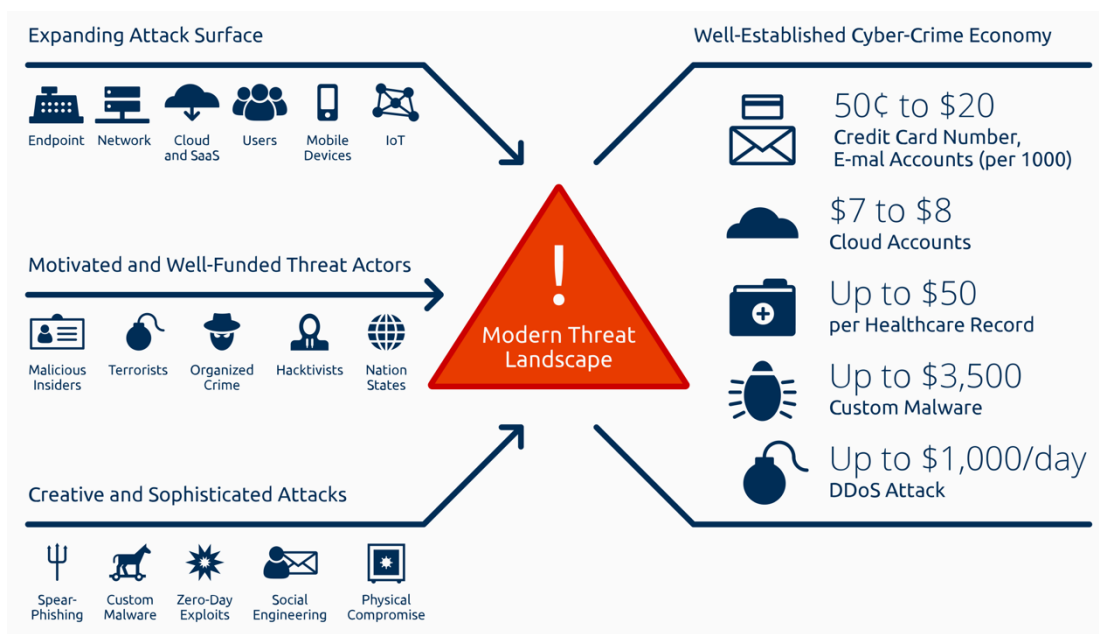 Expanding Attack Surface
Endpoint
Network
Cloud
and SaaS
Users
Mobile
Devices
IoT
Motivated and Well-Funded Threat Actors
Malicious
Insiders
Terrorists
Organized
Crime
Hacktivists
Nation
States
Creative and Sophisticated Attacks
Spear-
Phishing
Custom
Malware
Zero-Day
Exploits
Social
Engineering
Physical
Compromise
!
Modern Threat
Landscape
Well-Established Cyber-Crime Economy
50¢ to $20
Credit Card Number,
E-mal Accounts (per 1000)
$7 to $8
Cloud Accounts
Up to $50
per Healthcare Record
Up to $3,500
Custom Malware
Up to $1,000/day
DDoS Attack